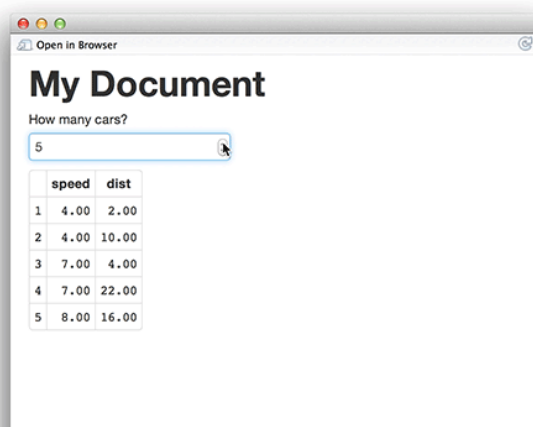 Open in Browser
My Document
How many cars?
5
speed dist
1 4.00 2.00
2 4.00 10.00
3 7.00 4.00
4 7.00 22.00
5 8.00 16.00